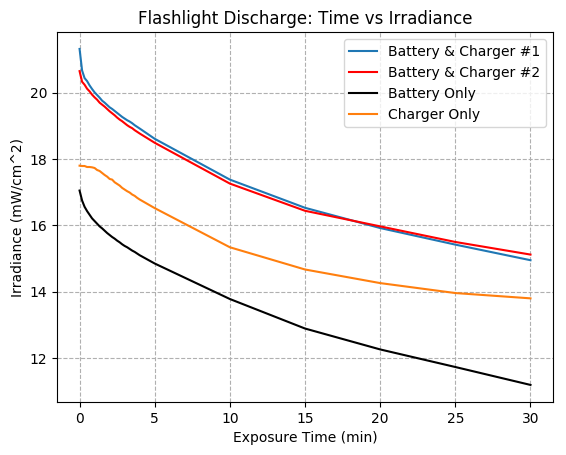 Flashlight Discharge: Time vs Irradiance
Battery & Charger #1
Battery & Charger #2
Battery Only
Charger Only
Irradiance (mW/cm^2)
20
18
16
14
12
0 5 10 15 20 25 30
Exposure Time (min)